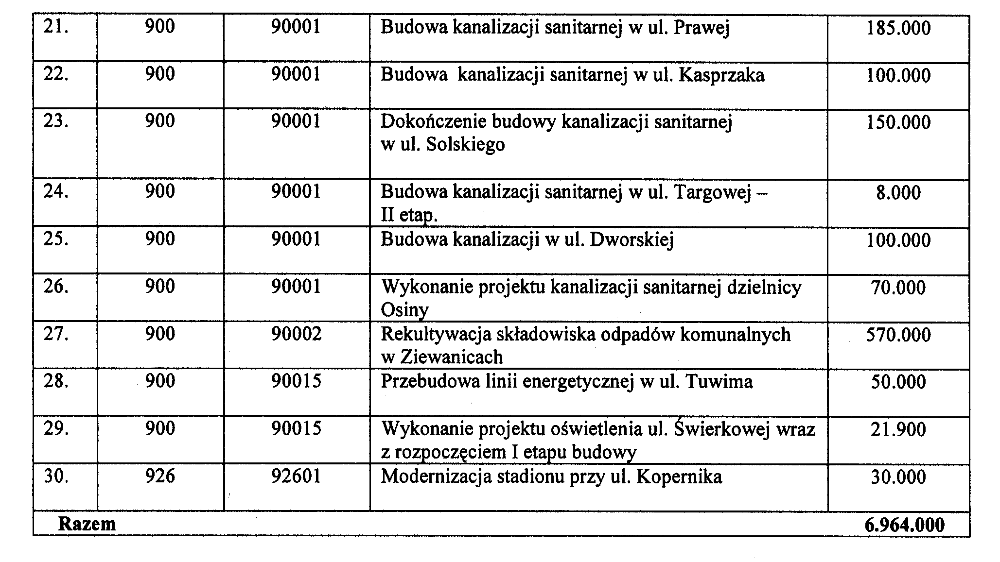 21. 900 90001 Budowa kanalizacji sanitarnej w ul. Prawej 185.000
22. 900 90001 Budowa kanalizacji sanitarnej w ul. Kasprzaka 100.000
23. 900 90001 Dokończenie budowy kanalizacji sanitarnej 150.000
w ul. Solskiego
24. 900 90001 Budowa kanalizacji sanitarnej w ul. Targowej – 8.000
II etap.
25. 900 90001 Budowa kanalizacji w ul. Dworskiej 100.000
26. 900 90001 Wykonanie projektu kanalizacji sanitarnej dzielnicy 70.000
Osiny
27. 900 90002 Rekultywacja składowiska odpadów komunalnych 570.000
w Ziewanicach
28. 900 90015 Przebudowa linii energetycznej w ul. Tuwima 50.000
29. 900 90015 Wykonanie projektu oświetlenia ul. Świerkowej wraz 21.900
z rozpoczęciem I etapu budowy
30. 926 92601 Modernizacja stadionu przy ul. Kopernika 30.000
Razem 6.964.000